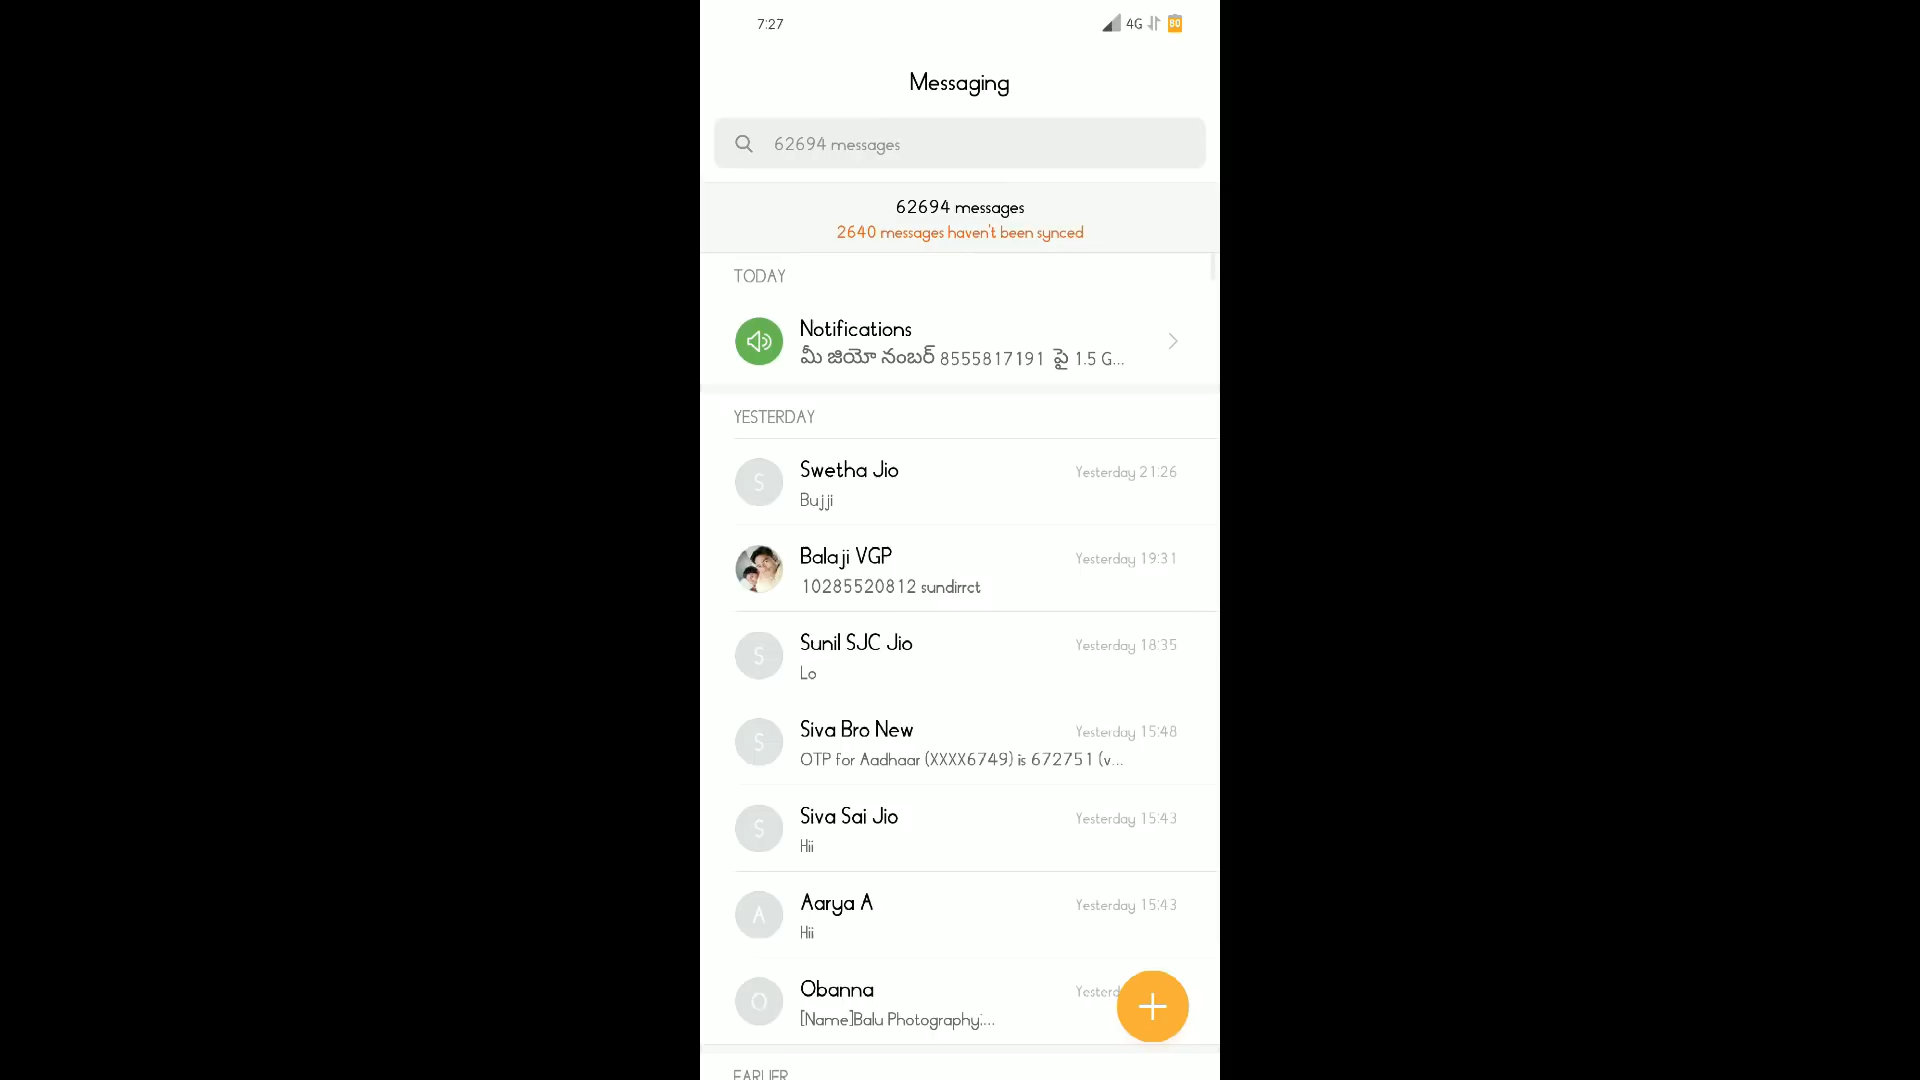 7:27
4G
80
Messaging
62694 messages
62694 messages
2640 messages haven't been synced
TODAY
Notifications
మీ జియో నంబర్ 8555817191 పై 1.5 G...
YESTERDAY
S
Swetha Jio
Yesterday 21:26
Bujji
Balaji VGP
Yesterday 19:31
10285520812 sundirrct
S
Sunil SJC Jio
Yesterday 18:35
Lo
S
Siva Bro New
Yesterday 15:48
OTP for Aadhaar (XXXX6749) is 672751 (v...
S
Siva Sai Jio
Yesterday 15:43
Hii
A
Aarya A
Yesterday 15:43
Hii
O
Obanna
Yesterd
[Name]Balu Photography:...
EARLIER